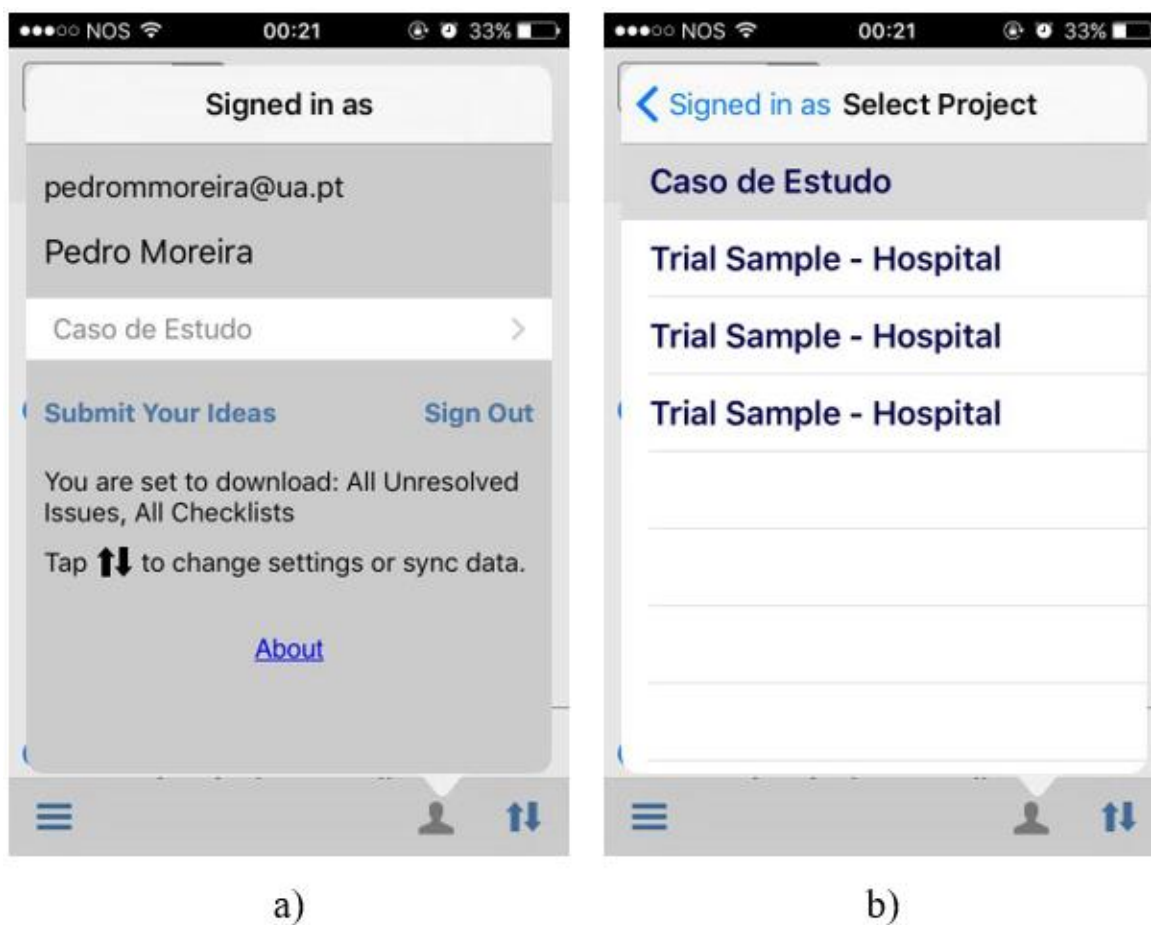 NOS 00:21 33%
Signed in as
pedrommoreira@ua.pt
Pedro Moreira
Caso de Estudo
Submit Your Ideas Sign Out
You are set to download: All Unresolved
Issues, All Checklists
Tap to change settings or sync data.
About
a)
NOS 00:21 33%
Signed in as Select Project
Caso de Estudo
Trial Sample - Hospital
Trial Sample - Hospital
Trial Sample - Hospital
b)